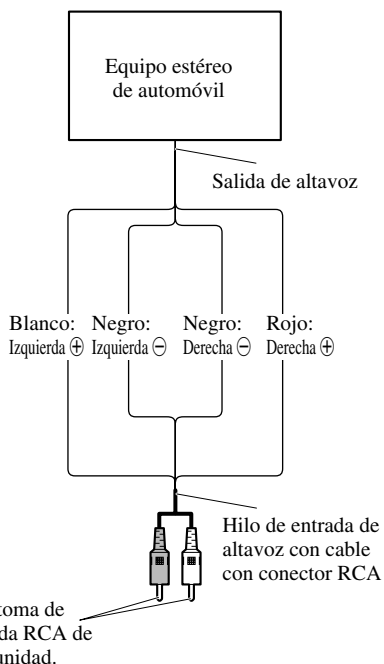 Equipo estéreo
de automóvil
Salida de altavoz
Blanco: Negro: Negro: Rojo:
Izquierda ⊕ Izquierda ⊖ Derecha ⊖ Derecha ⊕
Hilo de entrada de
altavoz con cable
con conector RCA
toma de
da RCA de
unidad.